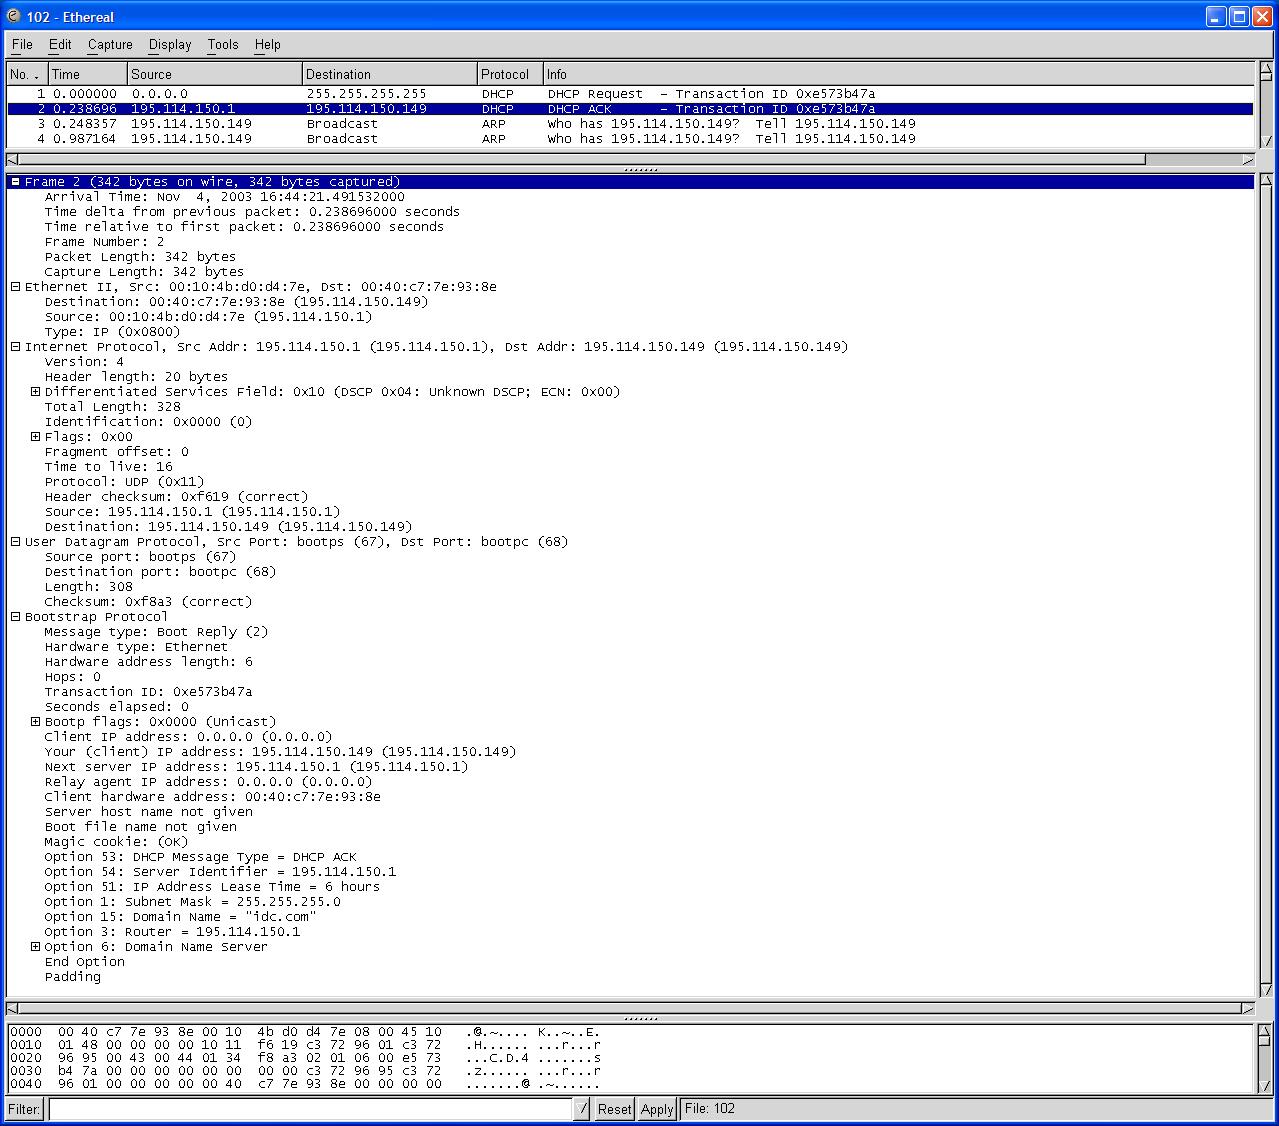 102 - Ethereal
File Edit Capture Display Tools Help
No. . Time Source Destination Protocol Info
1 0.000000 0.0.0.0 255.255.255.255 DHCP DHCP Request - Transaction ID 0xe573b47a
2 0.238696 195.114.150.1 195.114.150.149 DHCP DHCP ACK - Transaction ID 0xe573b47a
3 0.248357 195.114.150.149 Broadcast ARP Who has 195.114.150.149? Tell 195.114.150.149
4 0.987164 195.114.150.149 Broadcast ARP Who has 195.114.150.149? Tell 195.114.150.149
Frame 2 (342 bytes on wire, 342 bytes captured)
Arrival Time: Nov 4, 2003 16:44:21.491532000
Time delta from previous packet: 0.238696000 seconds
Time relative to first packet: 0.238696000 seconds
Frame Number: 2
Packet Length: 342 bytes
Capture Length: 342 bytes
Ethernet II, Src: 00:10:4b:d0:d4:7e, Dst: 00:40:c7:7e:93:8e
Destination: 00:40:c7:7e:93:8e (195.114.150.149)
Source: 00:10:4b:d0:d4:7e (195.114.150.1)
Type: IP (0x0800)
Internet Protocol, Src Addr: 195.114.150.1 (195.114.150.1), Dst Addr: 195.114.150.149 (195.114.150.149)
Version: 4
Header length: 20 bytes
Differentiated Services Field: 0x10 (DSCP 0x04: Unknown DSCP; ECN: 0x00)
Total Length: 328
Identification: 0x0000 (0)
Flags: 0x00
Fragment offset: 0
Time to live: 16
Protocol: UDP (0x11)
Header checksum: 0xf619 (correct)
Source: 195.114.150.1 (195.114.150.1)
Destination: 195.114.150.149 (195.114.150.149)
User Datagram Protocol, Src Port: bootps (67), Dst Port: bootpc (68)
Source port: bootps (67)
Destination port: bootpc (68)
Length: 308
Checksum: 0xf8a3 (correct)
Bootstrap Protocol
Message type: Boot Reply (2)
Hardware type: Ethernet
Hardware address length: 6
Hops: 0
Transaction ID: 0xe573b47a
Seconds elapsed: 0
Bootp flags: 0x0000 (Unicast)
Client IP address: 0.0.0.0 (0.0.0.0)
Your (client) IP address: 195.114.150.149 (195.114.150.149)
Next server IP address: 195.114.150.1 (195.114.150.1)
Relay agent IP address: 0.0.0.0 (0.0.0.0)
Client hardware address: 00:40:c7:7e:93:8e
Server host name not given
Boot file name not given
Magic cookie: (OK)
Option 53: DHCP Message Type = DHCP ACK
Option 54: Server Identifier = 195.114.150.1
Option 51: IP Address Lease Time = 6 hours
Option 1: Subnet Mask = 255.255.255.0
Option 15: Domain Name = "idc.com"
Option 3: Router = 195.114.150.1
Option 6: Domain Name Server
End Option
Padding
0000 00 40 c7 7e 93 8e 00 10 4b d0 d4 7e 08 00 45 10 .@.~.... K..~..E.
0010 01 48 00 00 00 00 10 11 f6 19 c3 72 96 01 c3 72 .H...... ...r...r
0020 96 95 00 43 00 44 01 34 f8 a3 02 01 06 00 e5 73 ...C.D.4 .......s
0030 b4 7a 00 00 00 00 00 00 00 00 c3 72 96 95 c3 72 .z...... ...r...r
0040 96 01 00 00 00 00 00 40 c7 7e 93 8e 00 00 00 00 .......@ .~......
Filter: Reset Apply File: 102